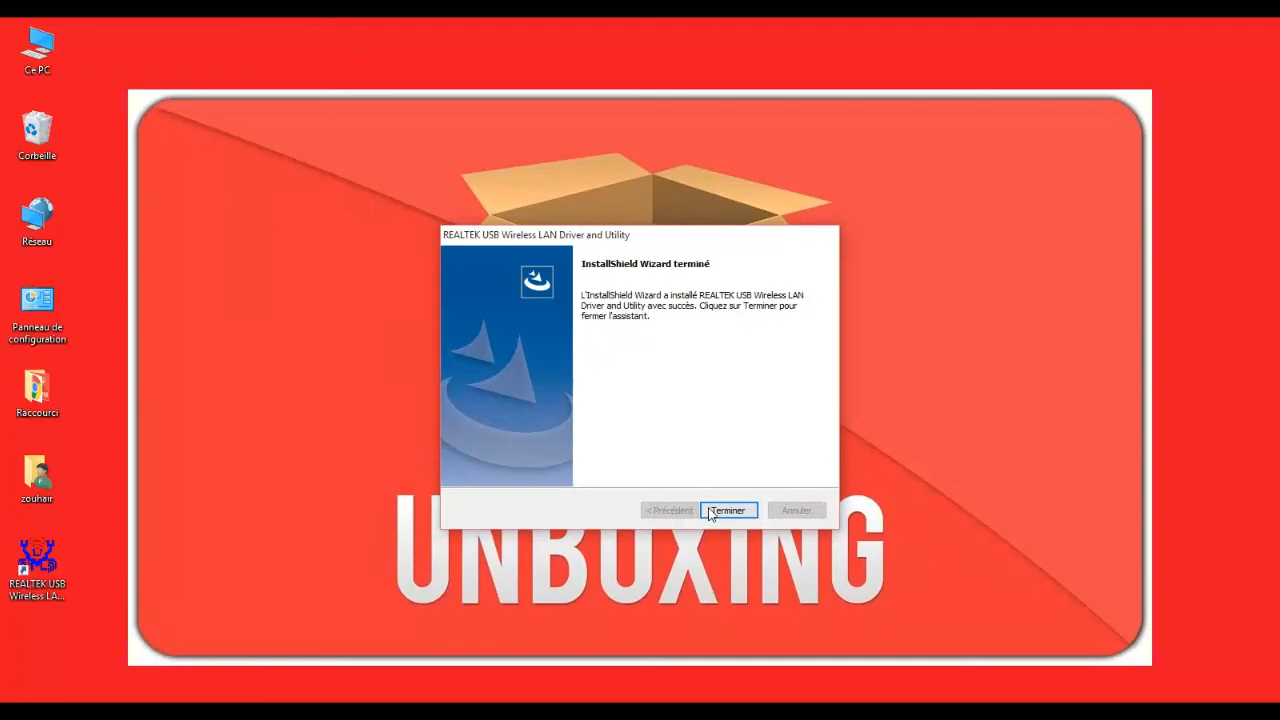 Ce PC
Corbeille
Réseau
Panneau de
configuration
Raccourci
zouhair
REALTEK USB
Wireless LA...
REALTEK USB Wireless LAN Driver and Utility
InstallShield Wizard terminé
L'InstallShield Wizard a installé REALTEK USB Wireless LAN
Driver and Utility avec succès. Cliquez sur Terminer pour
fermer l'assistant.
< Précédent
Terminer
Annuler
UNBOXING